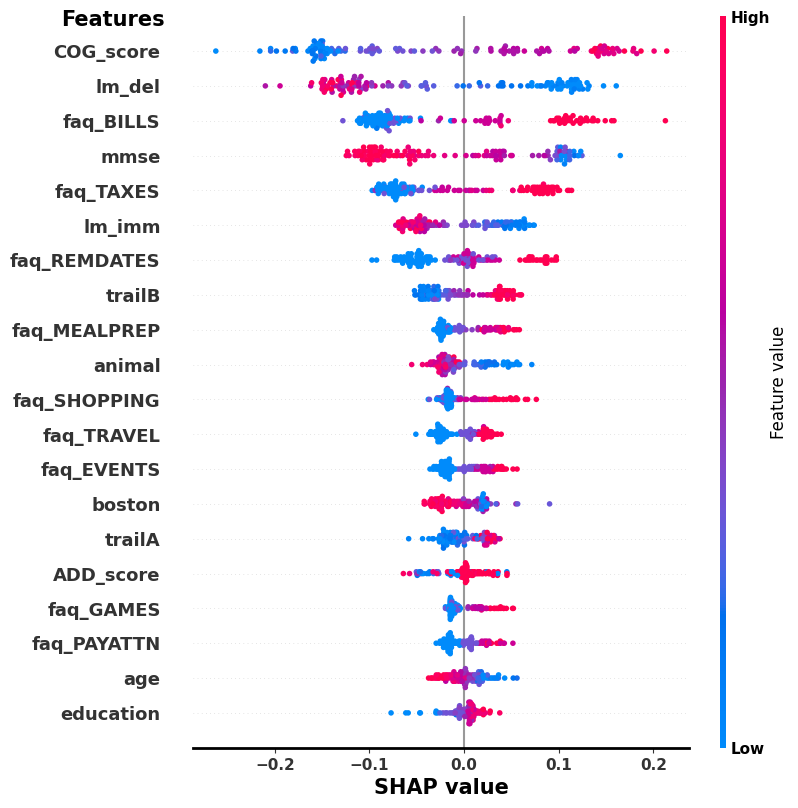 Features
High
COG_score
lm_del
faq_BILLS
mmse
faq_TAXES
lm_imm
faq_REMDATES
trailB
faq_MEALPREP
animal
faq_SHOPPING
faq_TRAVEL
faq_EVENTS
boston
trailA
ADD_score
faq_GAMES
faq_PAYATTN
age
education
Feature value
Low
−0.2 −0.1 0.0 0.1 0.2
SHAP value